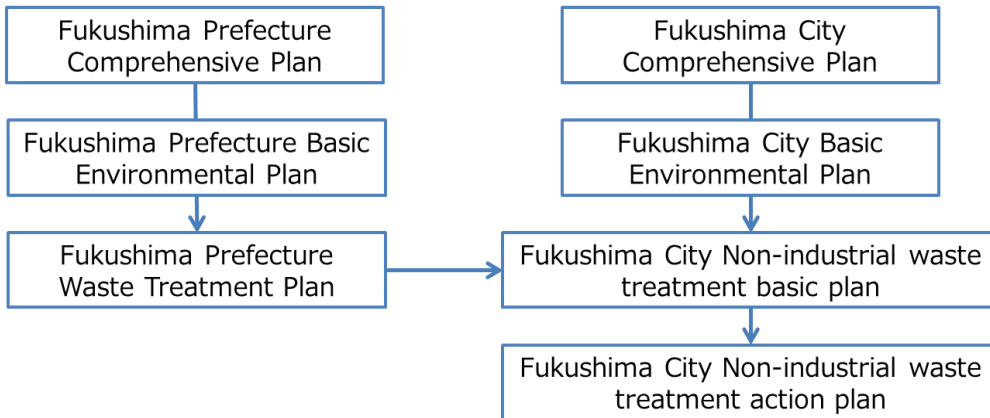 Fukushima Prefecture
Comprehensive Plan
Fukushima City
Comprehensive Plan
Fukushima Prefecture Basic
Environmental Plan
Fukushima City Basic
Environmental Plan
Fukushima Prefecture
Waste Treatment Plan
Fukushima City Non-industrial waste
treatment basic plan
Fukushima City Non-industrial waste
treatment action plan